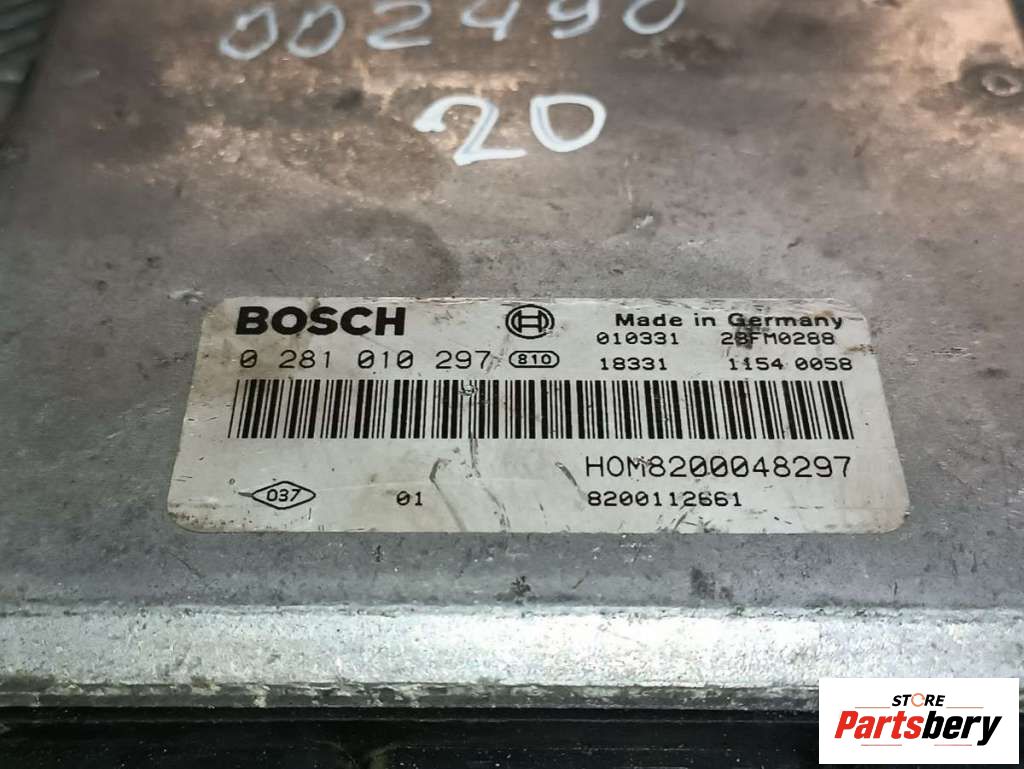 002490
20
BOSCH
Made in Germany
010331 28FM0288
0 281 010 297 810
18331 1154 0058
HOM8200048297
037 01 8200112661
STORE
Partsbery